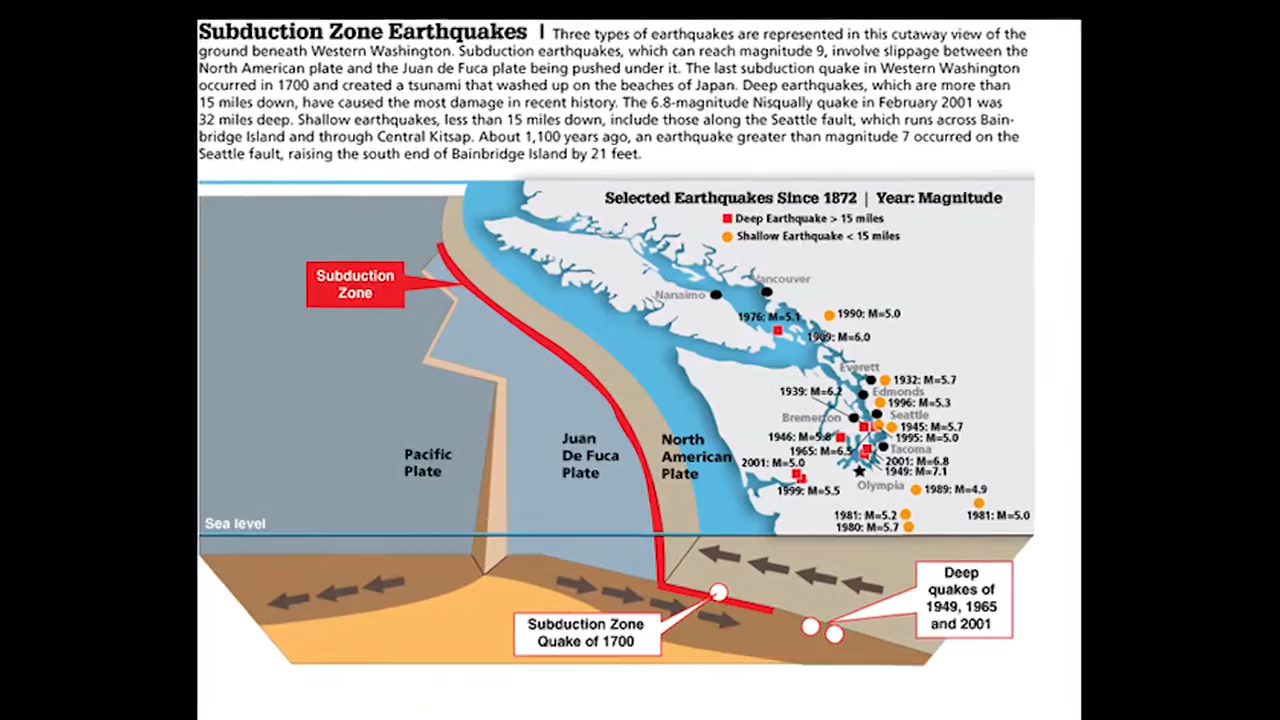 Subduction Zone Earthquakes | Three types of earthquakes are represented in this cutaway view of the
ground beneath Western Washington. Subduction earthquakes, which can reach magnitude 9, involve slippage between the
North American plate and the Juan de Fuca plate being pushed under it. The last subduction quake in Western Washington
occurred in 1700 and created a tsunami that washed up on the beaches of Japan. Deep earthquakes, which are more than
15 miles down, have caused the most damage in recent history. The 6.8-magnitude Nisqually quake in February 2001 was
32 miles deep. Shallow earthquakes, less than 15 miles down, include those along the Seattle fault, which runs across Bain-
bridge Island and through Central Kitsap. About 1,100 years ago, an earthquake greater than magnitude 7 occurred on the
Seattle fault, raising the south end of Bainbridge Island by 21 feet.
Selected Earthquakes Since 1872 | Year: Magnitude
Deep Earthquake > 15 miles
Shallow Earthquake < 15 miles
Subduction
Zone
Vancouver
Nanaimo
1976: M=5.1
1990: M=5.0
1909: M=6.0
Everett
1932: M=5.7
1939: M=6.2
Edmonds
1996: M=5.3
Bremerton
Seattle
1945: M=5.7
1946: M=5.8
1995: M=5.0
1965: M=6.5
Tacoma
2001: M=5.0
2001: M=6.8
1949: M=7.1
Olympia
1999: M=5.5
1989: M=4.9
1981: M=5.2
1981: M=5.0
1980: M=5.7
Pacific
Plate
Juan
De Fuca
Plate
North
American
Plate
Sea level
Subduction Zone
Quake of 1700
Deep
quakes of
1949, 1965
and 2001